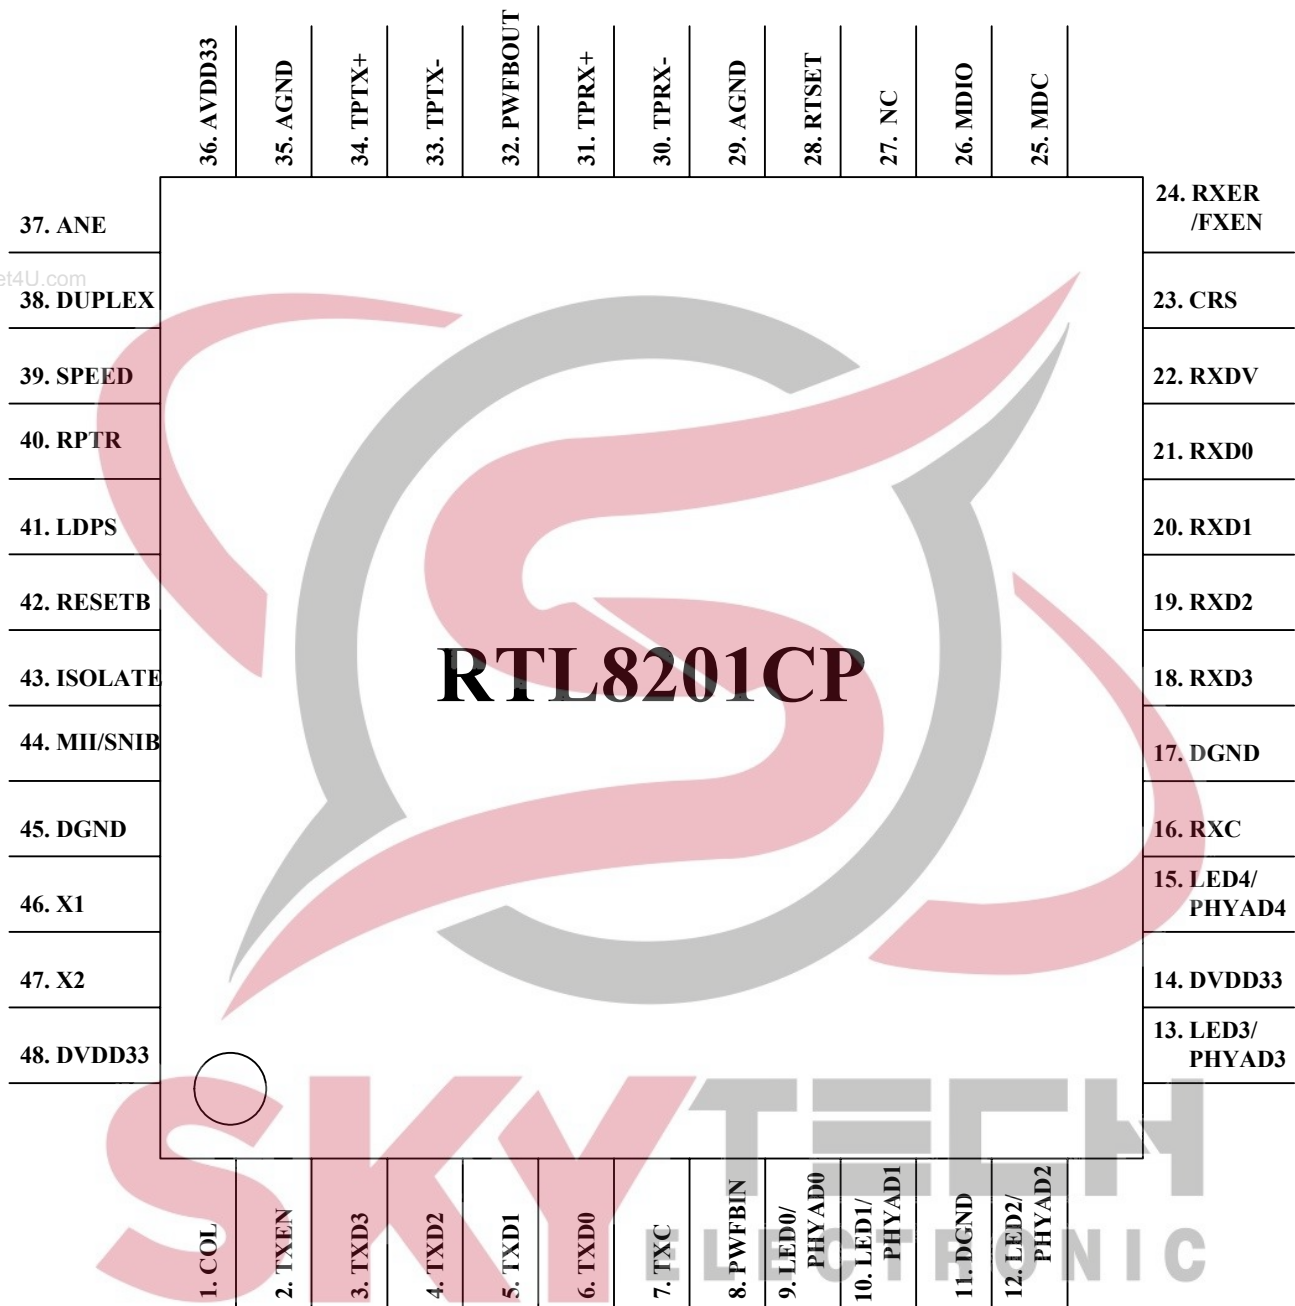 36. AVDD33
35. AGND
34. TPTX+
33. TPTX-
32. PWFBOUT
31. TPRX+
30. TPRX-
29. AGND
28. RTSET
27. NC
26. MDIO
25. MDC
37. ANE
et4U.com
38. DUPLEX
39. SPEED
40. RPTR
41. LDPS
42. RESETB
43. ISOLATE
44. MII/SNIB
45. DGND
46. X1
47. X2
48. DVDD33
RTL8201CP
24. RXER
/FXEN
23. CRS
22. RXDV
21. RXD0
20. RXD1
19. RXD2
18. RXD3
17. DGND
16. RXC
15. LED4/
PHYAD4
14. DVDD33
13. LED3/
PHYAD3
SKYTECH
ELECTRONIC
1. COL
2. TXEN
3. TXD3
4. TXD2
5. TXD1
6. TXD0
7. TXC
8. PWFBIN
9. LED0/
PHYAD0
10. LED1/
PHYAD1
11. DGND
12. LED2/
PHYAD2